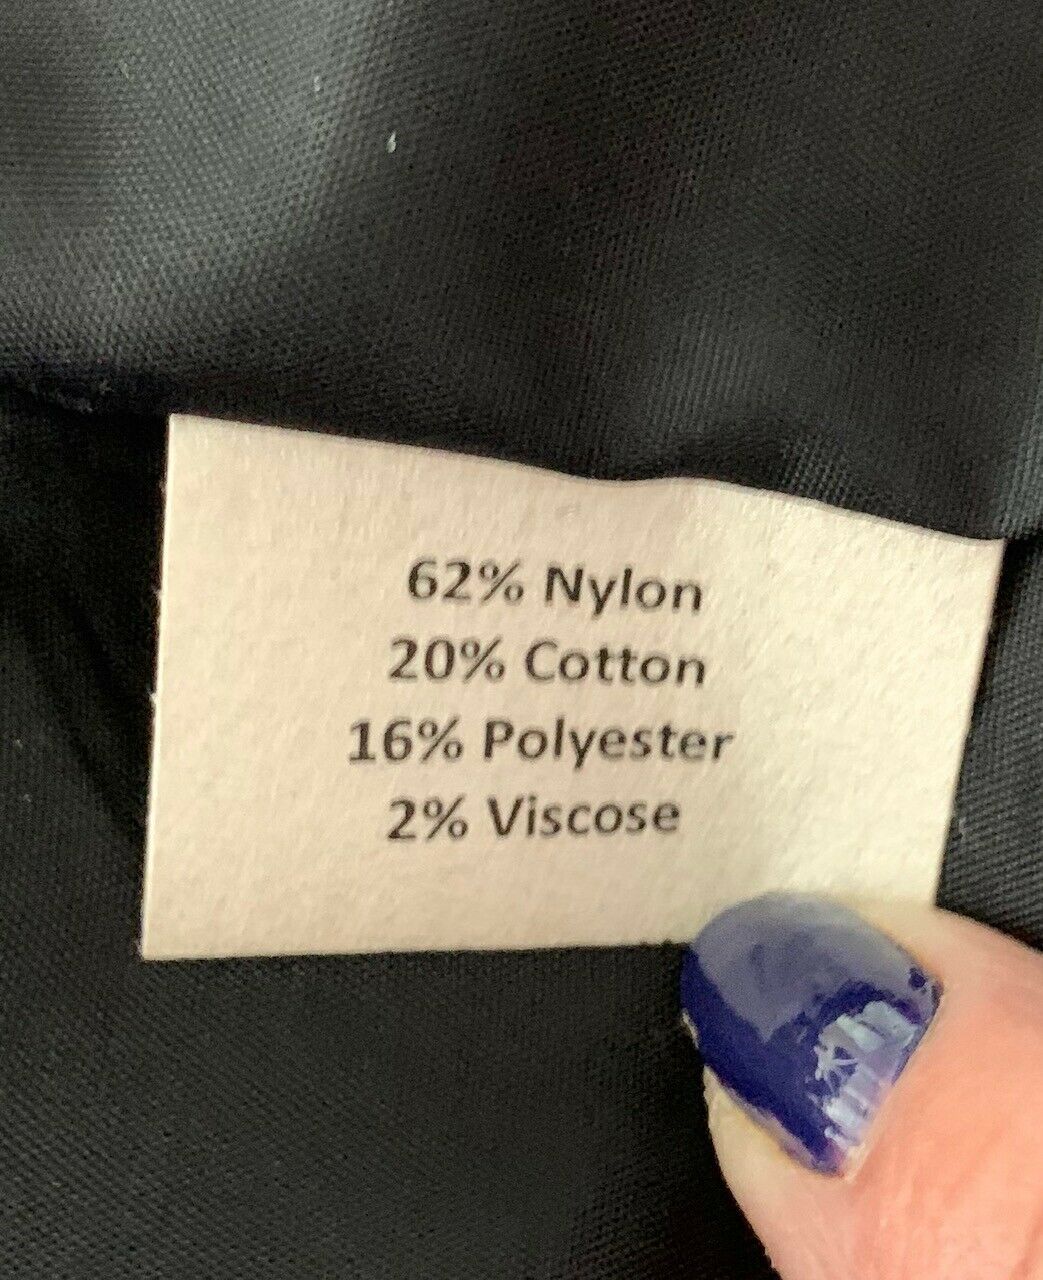 62% Nylon
20% Cotton
16% Polyester
2% Viscose